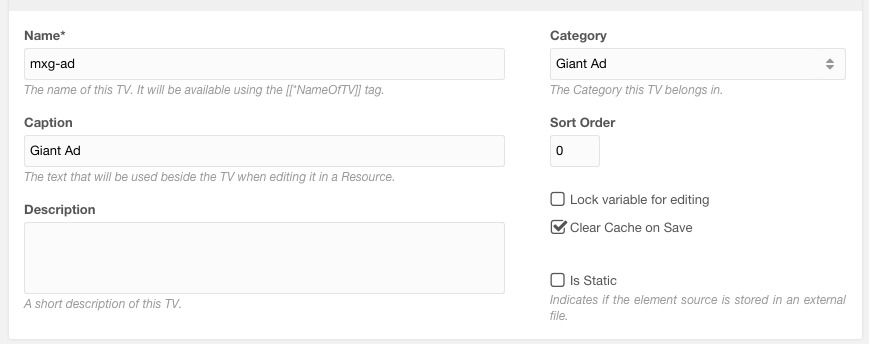 Name*
mxg-ad
The name of this TV. It will be available using the [[*NameOfTV]] tag.
Caption
Giant Ad
The text that will be used beside the TV when editing it in a Resource.
Description
A short description of this TV.
Category
Giant Ad
The Category this TV belongs in.
Sort Order
0
Lock variable for editing
Clear Cache on Save
Is Static
Indicates if the element source is stored in an external
file.